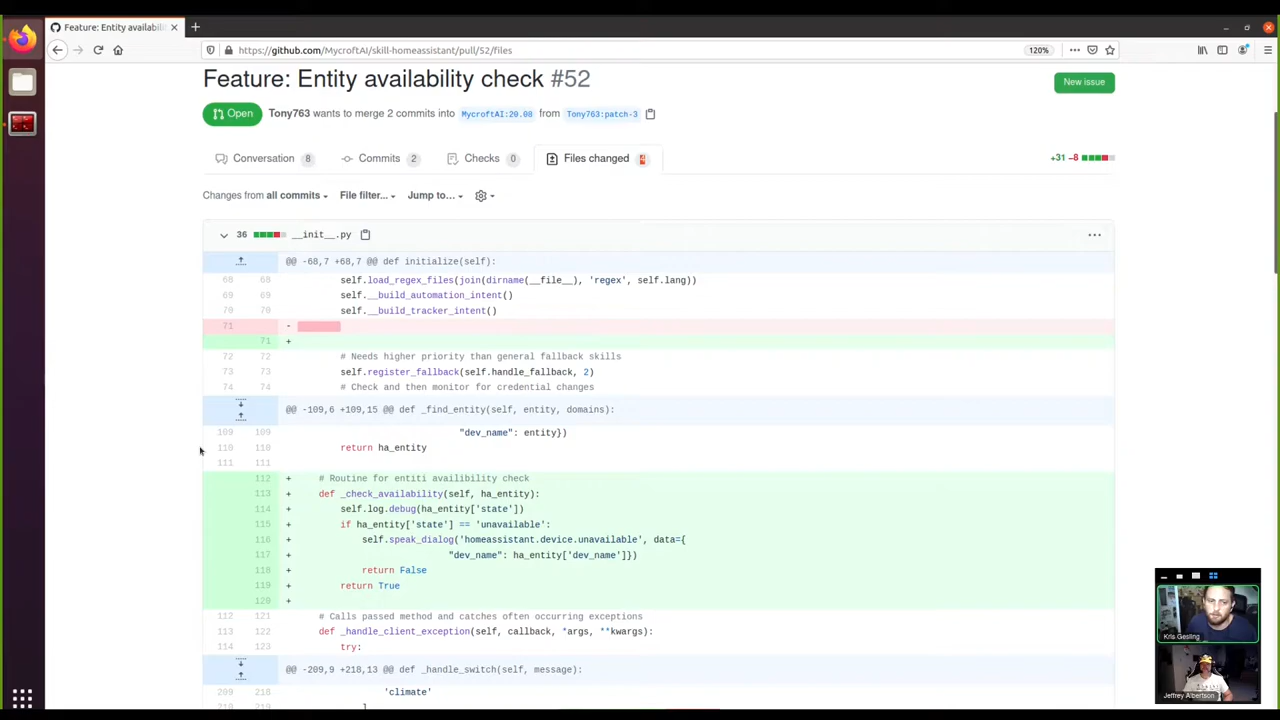 Feature: Entity availabili
https://github.com/MycroftAI/skill-homeassistant/pull/52/files
120%
Feature: Entity availability check #52
New issue
Open
Tony763 wants to merge 2 commits into MycroftAI:20.08 from Tony763:patch-3
Conversation 8
Commits 2
Checks 0
Files changed 4
+31 −8
Changes from all commits
File filter...
Jump to...
36 __init__.py
@@ -68,7 +68,7 @@ def initialize(self):
68 68 self.load_regex_files(join(dirname(__file__), 'regex', self.lang))
69 69 self.__build_automation_intent()
70 70 self.__build_tracker_intent()
71 -
71 +
72 72 # Needs higher priority than general fallback skills
73 73 self.register_fallback(self.handle_fallback, 2)
74 74 # Check and then monitor for credential changes
@@ -109,6 +109,15 @@ def _find_entity(self, entity, domains):
109 109 "dev_name": entity})
110 110 return ha_entity
111 111
112 + # Routine for entiti availibility check
113 + def _check_availability(self, ha_entity):
114 + self.log.debug(ha_entity['state'])
115 + if ha_entity['state'] == 'unavailable':
116 + self.speak_dialog('homeassistant.device.unavailable', data={
117 + "dev_name": ha_entity['dev_name']})
118 + return False
119 + return True
120 +
112 121 # Calls passed method and catches often occurring exceptions
113 122 def _handle_client_exception(self, callback, *args, **kwargs):
114 123 try:
@@ -209,9 +218,13 @@ def _handle_switch(self, message):
209 218 'climate'
210 219 ]
Kris Gesling
Jeffrey Albertson